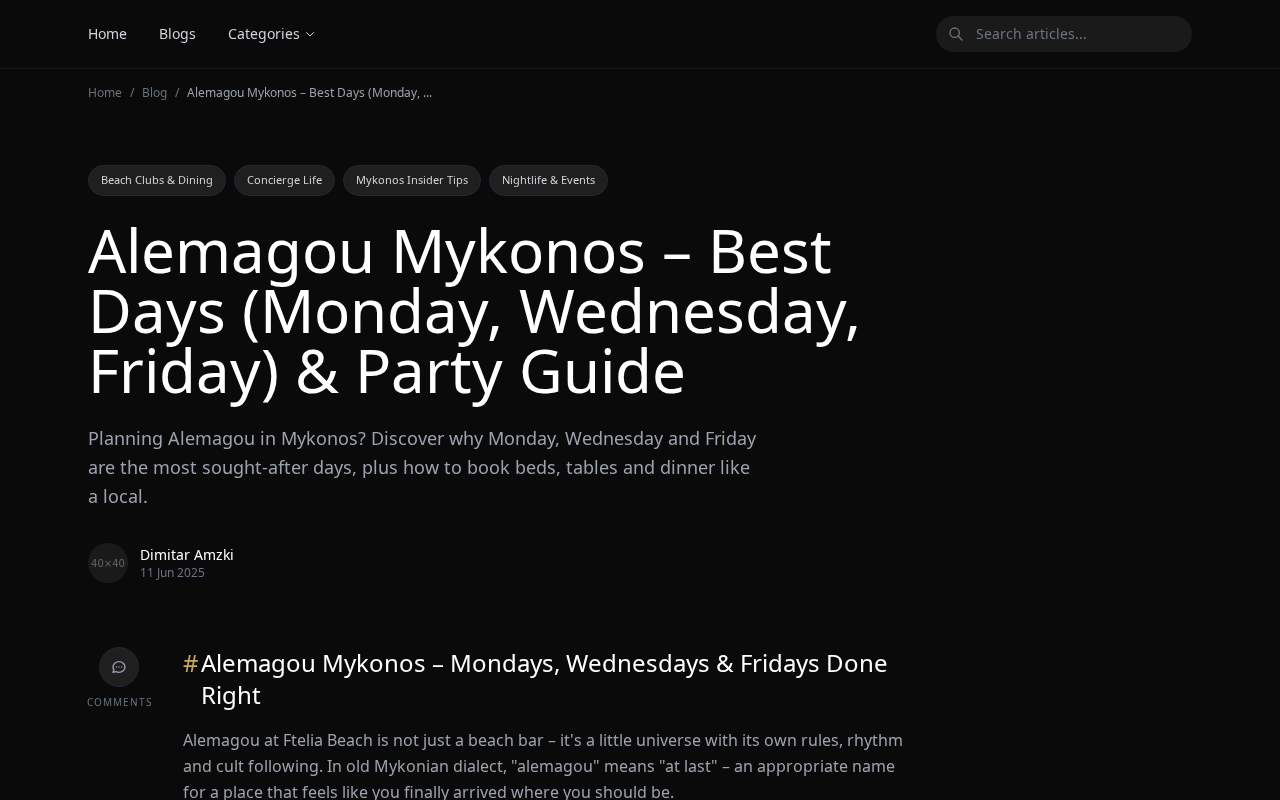 Home Blogs Categories Search articles...
Home / Blog / Alemagou Mykonos – Best Days (Monday, ...
Beach Clubs & Dining Concierge Life Mykonos Insider Tips Nightlife & Events
Alemagou Mykonos – Best
Days (Monday, Wednesday,
Friday) & Party Guide
Planning Alemagou in Mykonos? Discover why Monday, Wednesday and Friday
are the most sought-after days, plus how to book beds, tables and dinner like
a local.
40×40
Dimitar Amzki
11 Jun 2025
COMMENTS
#Alemagou Mykonos – Mondays, Wednesdays & Fridays Done
Right
Alemagou at Ftelia Beach is not just a beach bar – it's a little universe with its own rules, rhythm
and cult following. In old Mykonian dialect, "alemagou" means "at last" – an appropriate name
for a place that feels like you finally arrived where you should be.